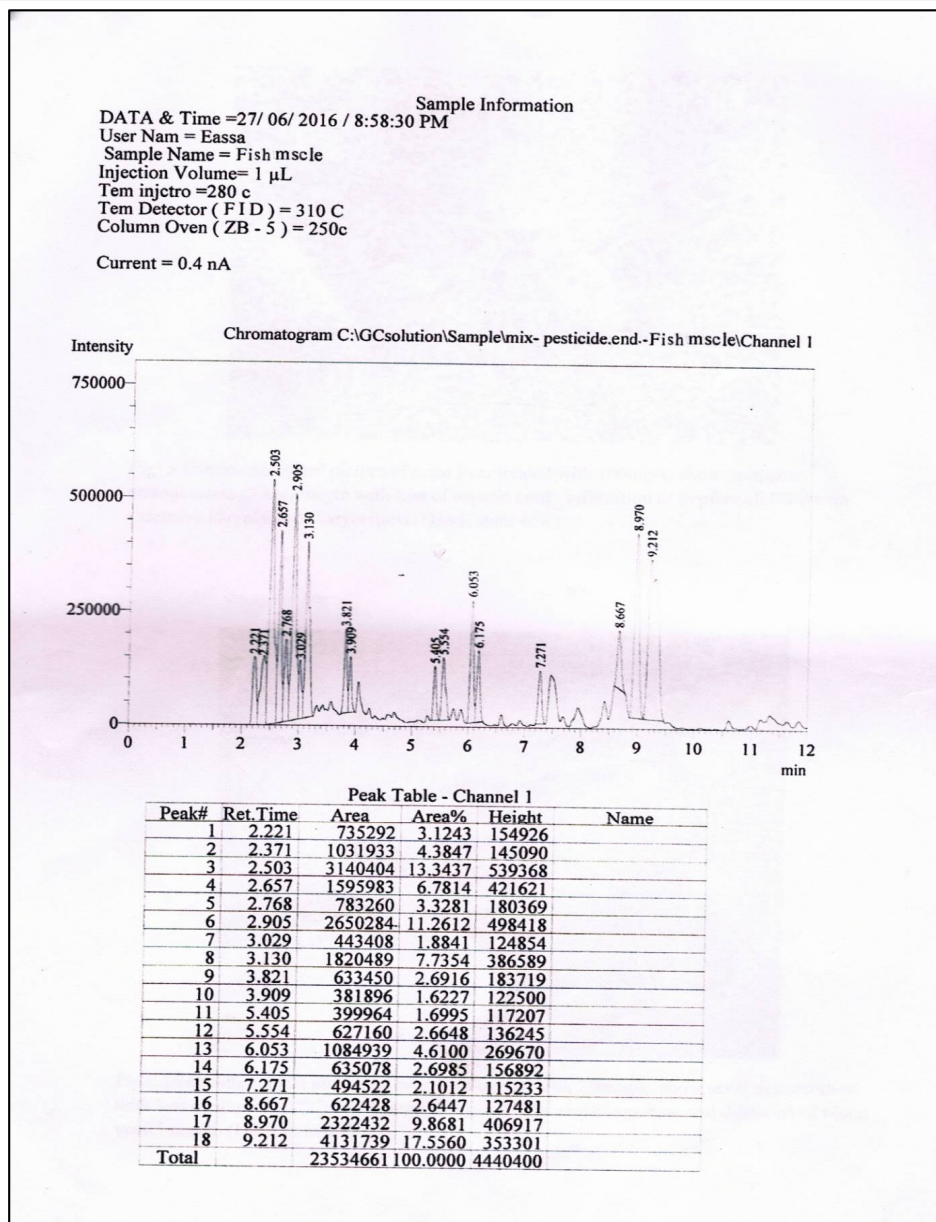 Sample Information
DATA & Time =27/ 06/ 2016 / 8:58:30 PM
User Nam = Eassa
Sample Name = Fish mscle
Injection Volume= 1 µL
Tem injctro =280 c
Tem Detector ( F I D ) = 310 C
Column Oven ( ZB - 5 ) = 250c
Current = 0.4 nA
Chromatogram C:\GCsolution\Sample\mix- pesticide.end.-Fish mscle\Channel 1
Intensity
750000
500000
250000
0
2.221
2.371
2.503
2.657
2.768
2.905
3.029
3.130
3.821
3.909
5.405
5.554
6.053
6.175
7.271
8.667
8.970
9.212
0 1 2 3 4 5 6 7 8 9 10 11 12
min
Peak Table - Channel 1
Peak# Ret.Time Area Area% Height Name
1 2.221 735292 3.1243 154926
2 2.371 1031933 4.3847 145090
3 2.503 3140404 13.3437 539368
4 2.657 1595983 6.7814 421621
5 2.768 783260 3.3281 180369
6 2.905 2650284 11.2612 498418
7 3.029 443408 1.8841 124854
8 3.130 1820489 7.7354 386589
9 3.821 633450 2.6916 183719
10 3.909 381896 1.6227 122500
11 5.405 399964 1.6995 117207
12 5.554 627160 2.6648 136245
13 6.053 1084939 4.6100 269670
14 6.175 635078 2.6985 156892
15 7.271 494522 2.1012 115233
16 8.667 622428 2.6447 127481
17 8.970 2322432 9.8681 406917
18 9.212 4131739 17.5560 353301
Total 23534661 100.0000 4440400